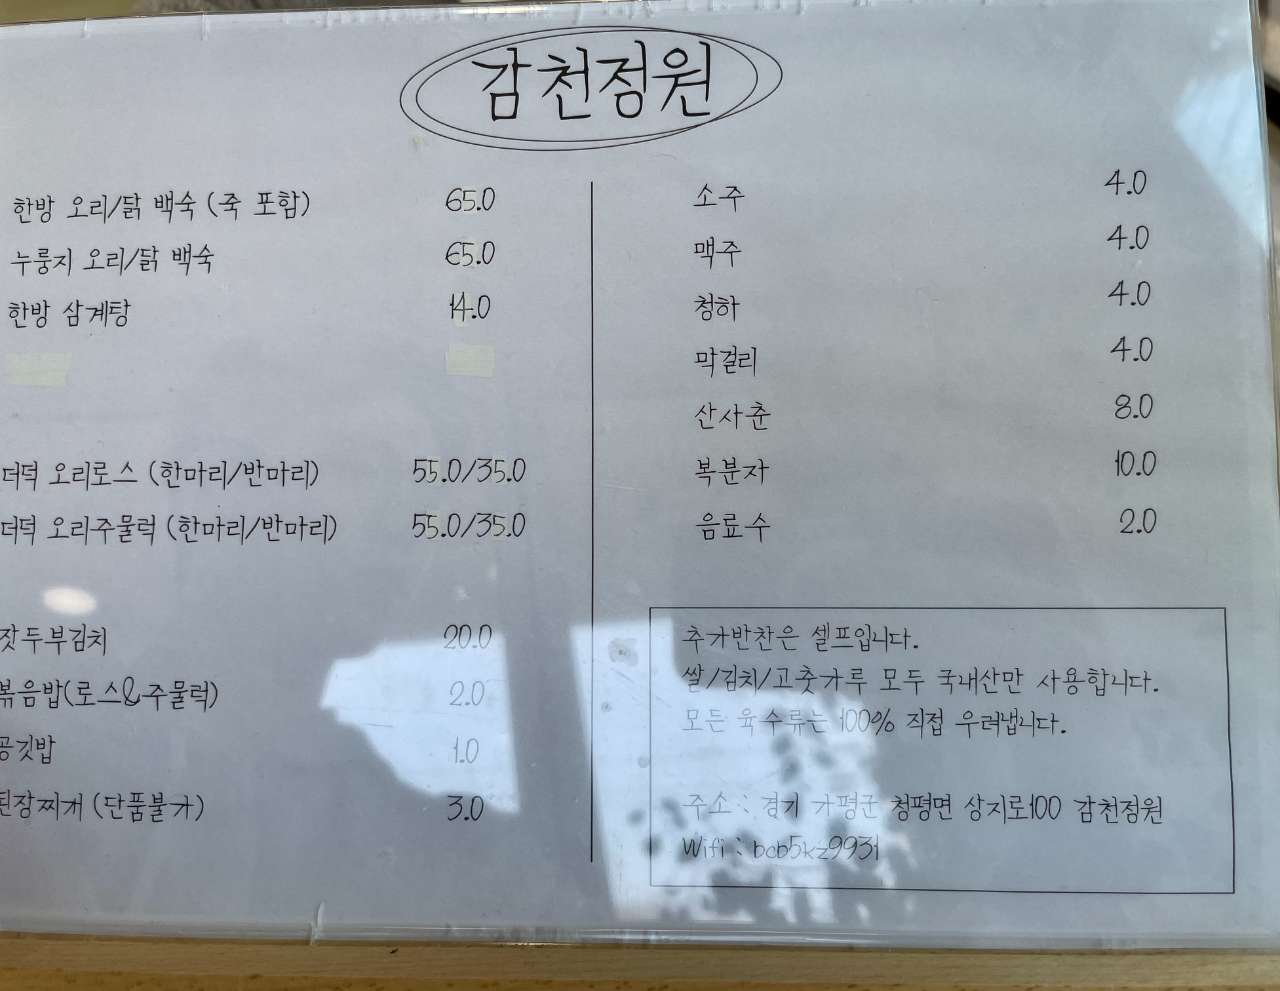 감천정원
한방 오리/닭 백숙 (죽 포함) 65.0
누룽지 오리/닭 백숙 65.0
한방 삼계탕 14.0
더덕 오리로스 (한마리/반마리) 55.0/35.0
더덕 오리주물럭 (한마리/반마리) 55.0/35.0
잣두부김치 20.0
볶음밥(로스&주물럭) 2.0
공깃밥 1.0
된장찌개 (단품불가) 3.0
소주 4.0
맥주 4.0
청하 4.0
막걸리 4.0
산사춘 8.0
복분자 10.0
음료수 2.0
추가반찬은 셀프입니다.
쌀/김치/고춧가루 모두 국내산만 사용합니다.
모든 육수류는 100% 직접 우려냅니다.
주소 : 경기 가평군 청평면 상지로100 감천정원
Wifi : bcb5kz9931